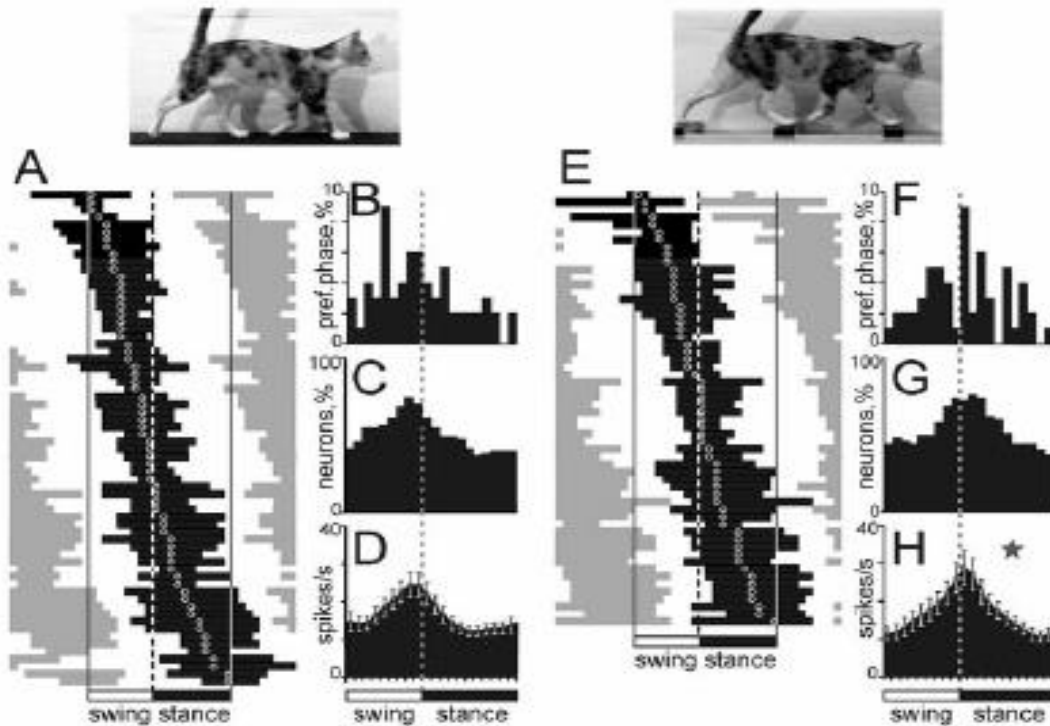 A
B
10
pref.phase,%
0
C
100
neurons,%
0
D
40
spikes/s
0
swing stance
swing stance
E
F
10
pref.phase,%
0
G
100
neurons,%
0
H
40
spikes/s
0
swing stance
swing stance